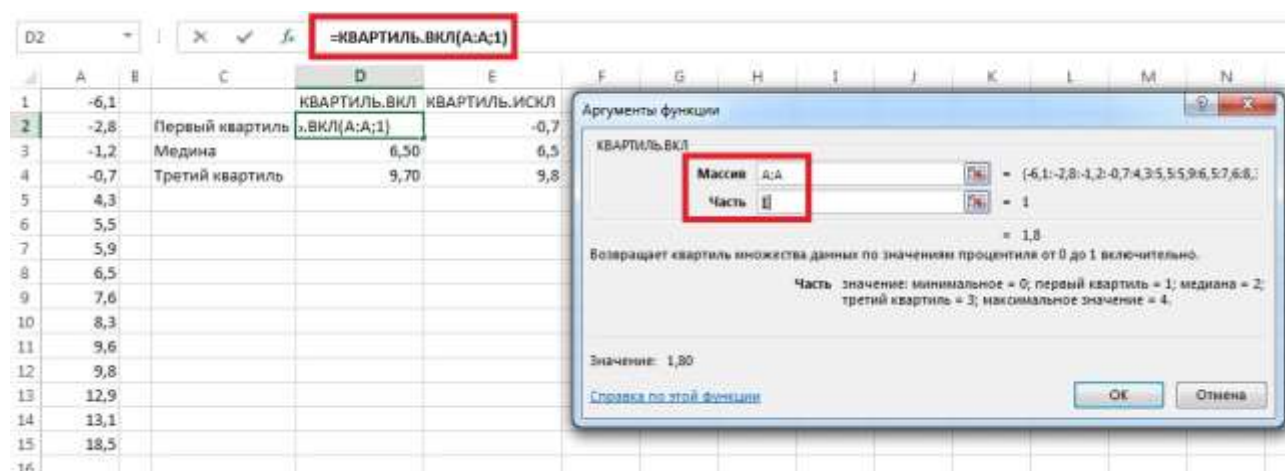 D2 fx =КВАРТИЛЬ.ВКЛ(A:A;1)
A B C D E F G H I J K L M N
1 -6,1 КВАРТИЛЬ.ВКЛ КВАРТИЛЬ.ИСКЛ
2 -2,8 Первый квартиль ь.ВКЛ(A:A;1) -0,7
3 -1,2 Медина 6,50 6,5
4 -0,7 Третий квартиль 9,70 9,8
5 4,3
6 5,5
7 5,9
8 6,5
9 7,6
10 8,3
11 9,6
12 9,8
13 12,9
14 13,1
15 18,5
16
Аргументы функции
КВАРТИЛЬ.ВКЛ
Массив A:A = {-6,1:-2,8:-1,2:-0,7:4,3:5,5:5,9:6,5:7,6:8,
Часть 1 = 1
= 1,8
Возвращает квартиль множества данных по значениям процентиля от 0 до 1 включительно.
Часть значение: минимальное = 0; первый квартиль = 1; медиана = 2;
третий квартиль = 3; максимальное значение = 4.
Значение: 1,80
Справка по этой функции
ОК Отмена